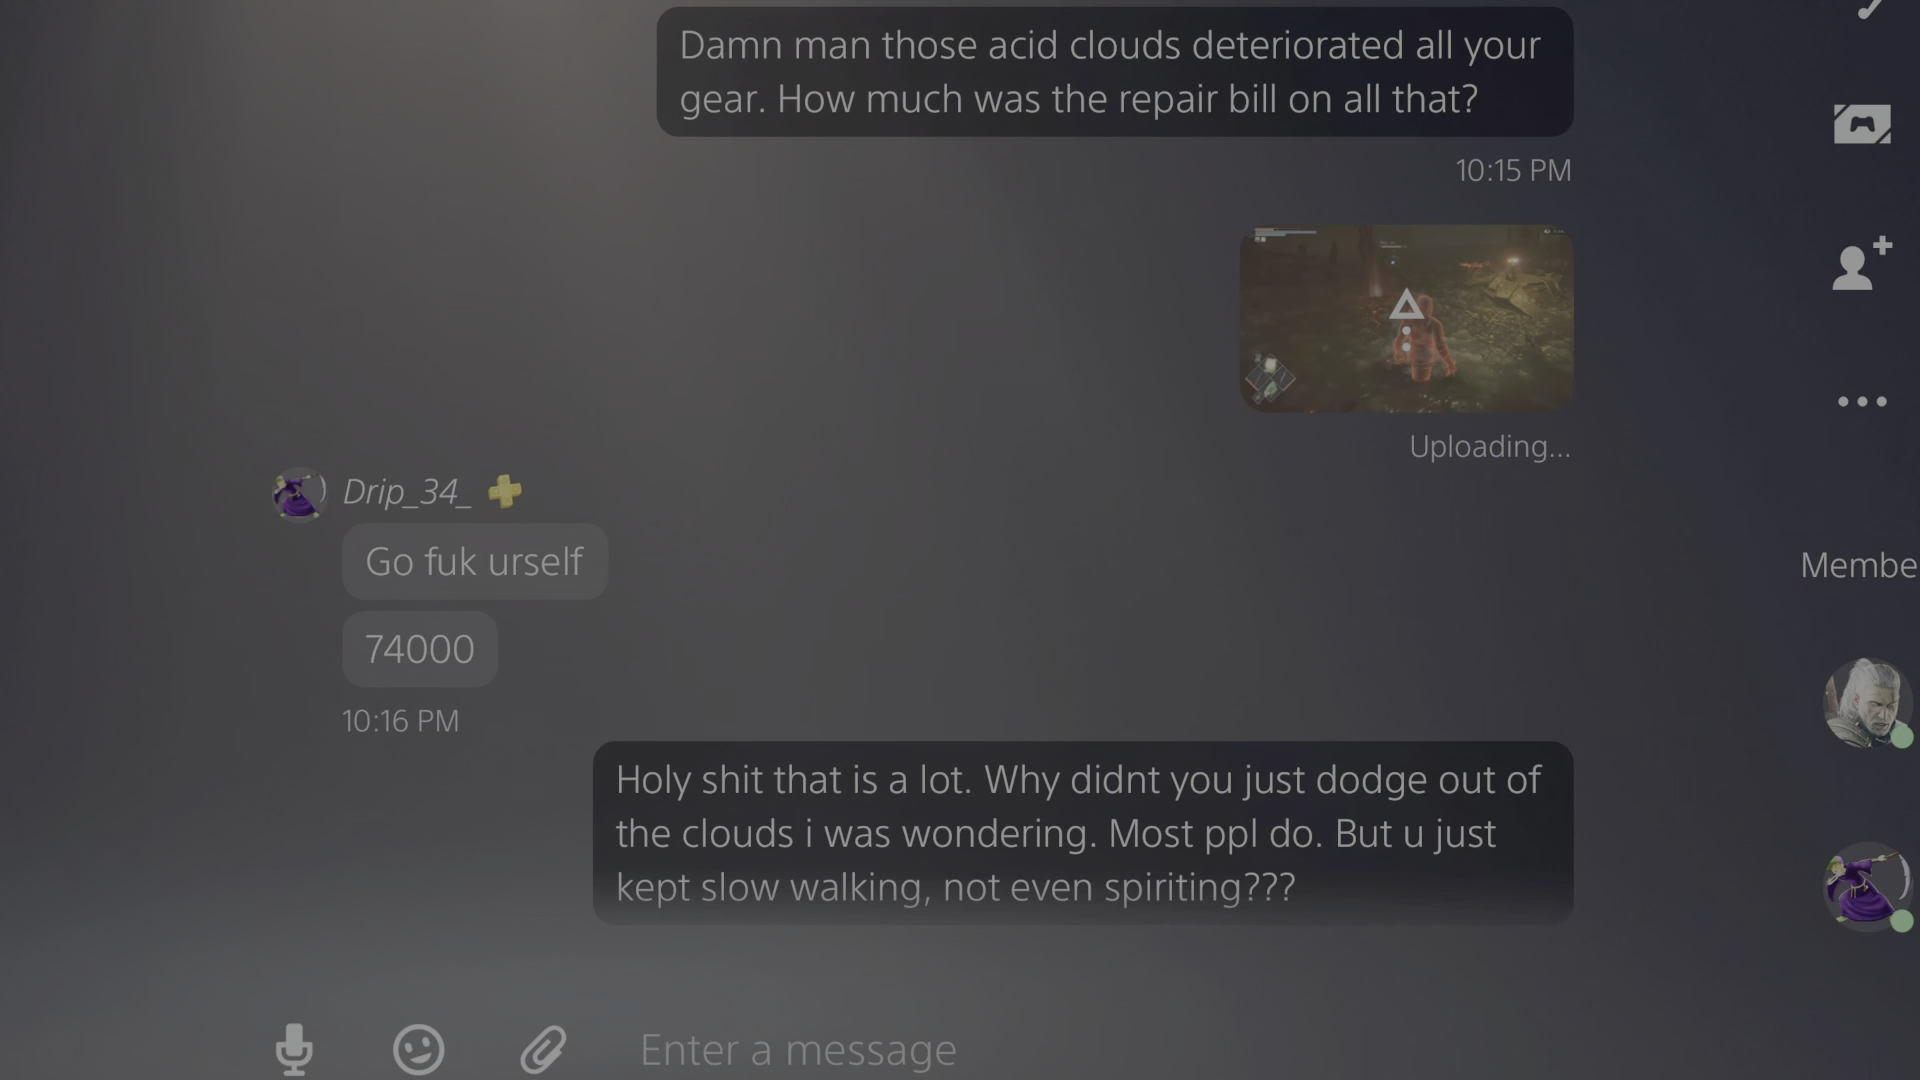 Damn man those acid clouds deteriorated all your
gear. How much was the repair bill on all that?
10:15 PM
Uploading...
Drip_34_
Go fuk urself
74000
10:16 PM
Membe
Holy shit that is a lot. Why didnt you just dodge out of
the clouds i was wondering. Most ppl do. But u just
kept slow walking, not even spiriting???
Enter a message